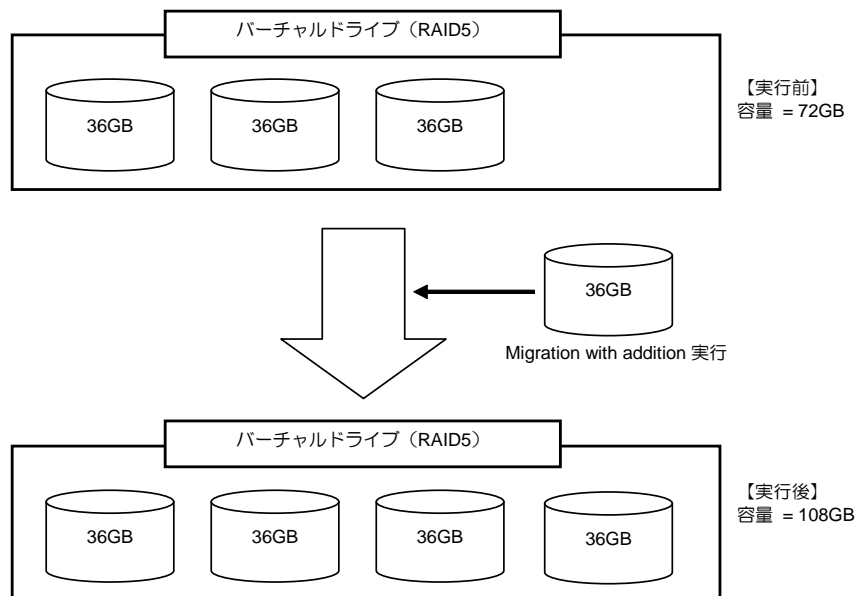 バーチャルドライブ（RAID5）
36GB
36GB
36GB
【実行前】
容量 = 72GB
36GB
Migration with addition 実行
バーチャルドライブ（RAID5）
36GB
36GB
36GB
36GB
【実行後】
容量 = 108GB